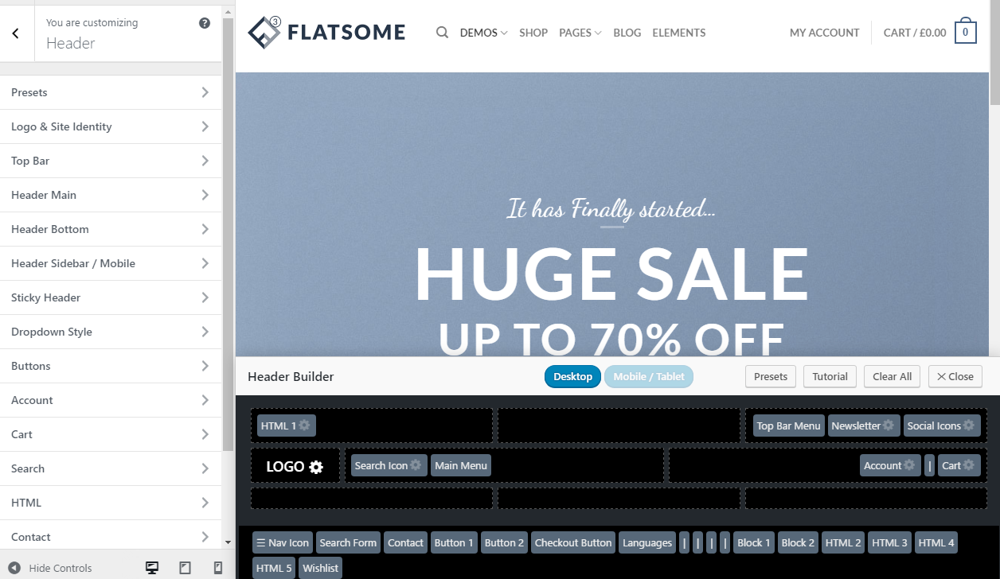 You are customizing
?
Header
Presets
Logo & Site Identity
Top Bar
Header Main
Header Bottom
Header Sidebar / Mobile
Sticky Header
Dropdown Style
Buttons
Account
Cart
Search
HTML
Contact
Hide Controls
3
FLATSOME
DEMOS SHOP PAGES BLOG ELEMENTS MY ACCOUNT CART / £0.00 0
It has Finally started...
HUGE SALE
UP TO 70% OFF
Header Builder Desktop Mobile / Tablet Presets Tutorial Clear All Close
HTML 1 Top Bar Menu Newsletter Social Icons
LOGO Search Icon Main Menu Account | Cart
Nav Icon Search Form Contact Button 1 Button 2 Checkout Button Languages | | | | Block 1 Block 2 HTML 2 HTML 3 HTML 4
HTML 5 Wishlist